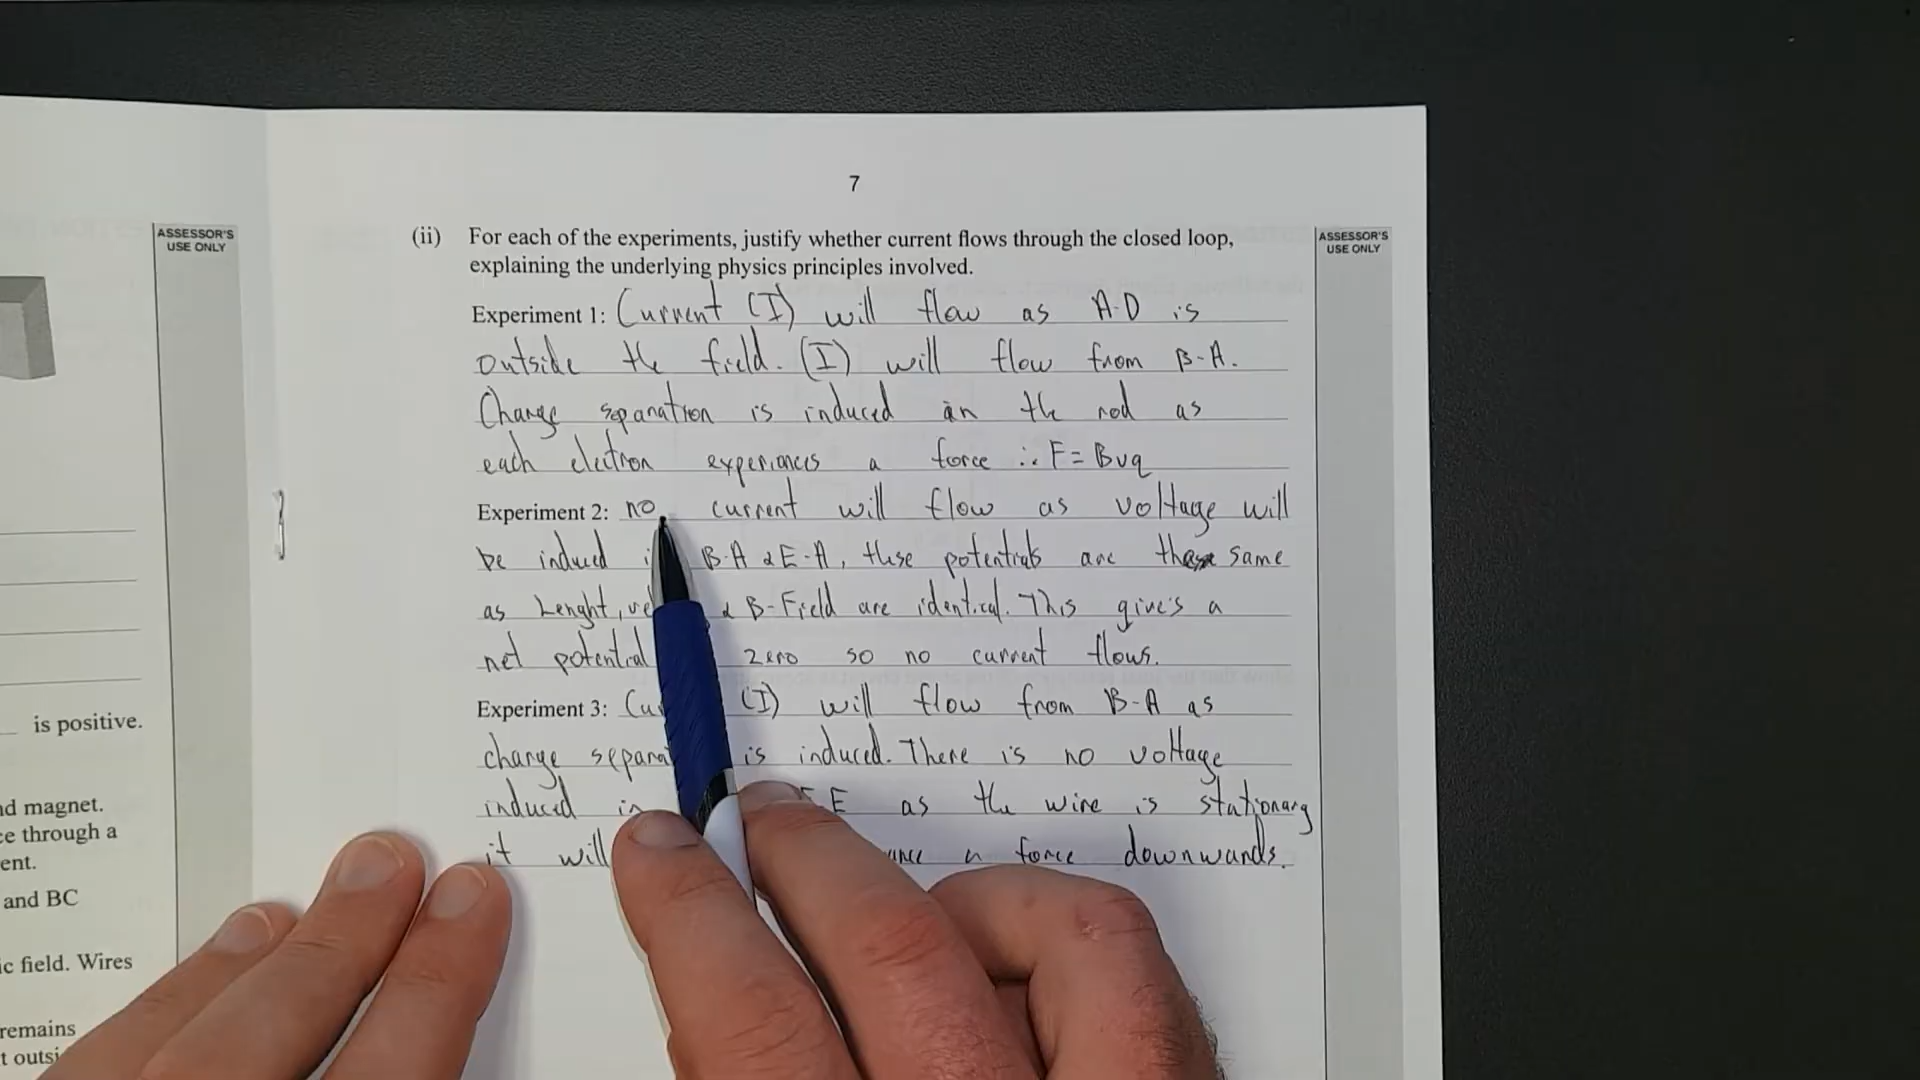 7
ASSESSOR'S
USE ONLY
(ii) For each of the experiments, justify whether current flows through the closed loop,
explaining the underlying physics principles involved.
ASSESSOR'S
USE ONLY
Experiment 1: Current (I) will flow as A-D is
outside the field. (I) will flow from B-A.
Charge separation is induced in the rod as
each electron experiances a force ∴ F = Bvq
Experiment 2: no current will flow as voltage will
be induced B-A & E-A, these potentials are the same
as Lenght, & B-Field are identical. This give's a
net potential zero so no current flows.
Experiment 3: (I) will flow from B-A as
charge is induced. There is no voltage
induced in E as the wire is stationary
it will a force downwards.
is positive.
magnet.
through a
and BC
field. Wires
remains